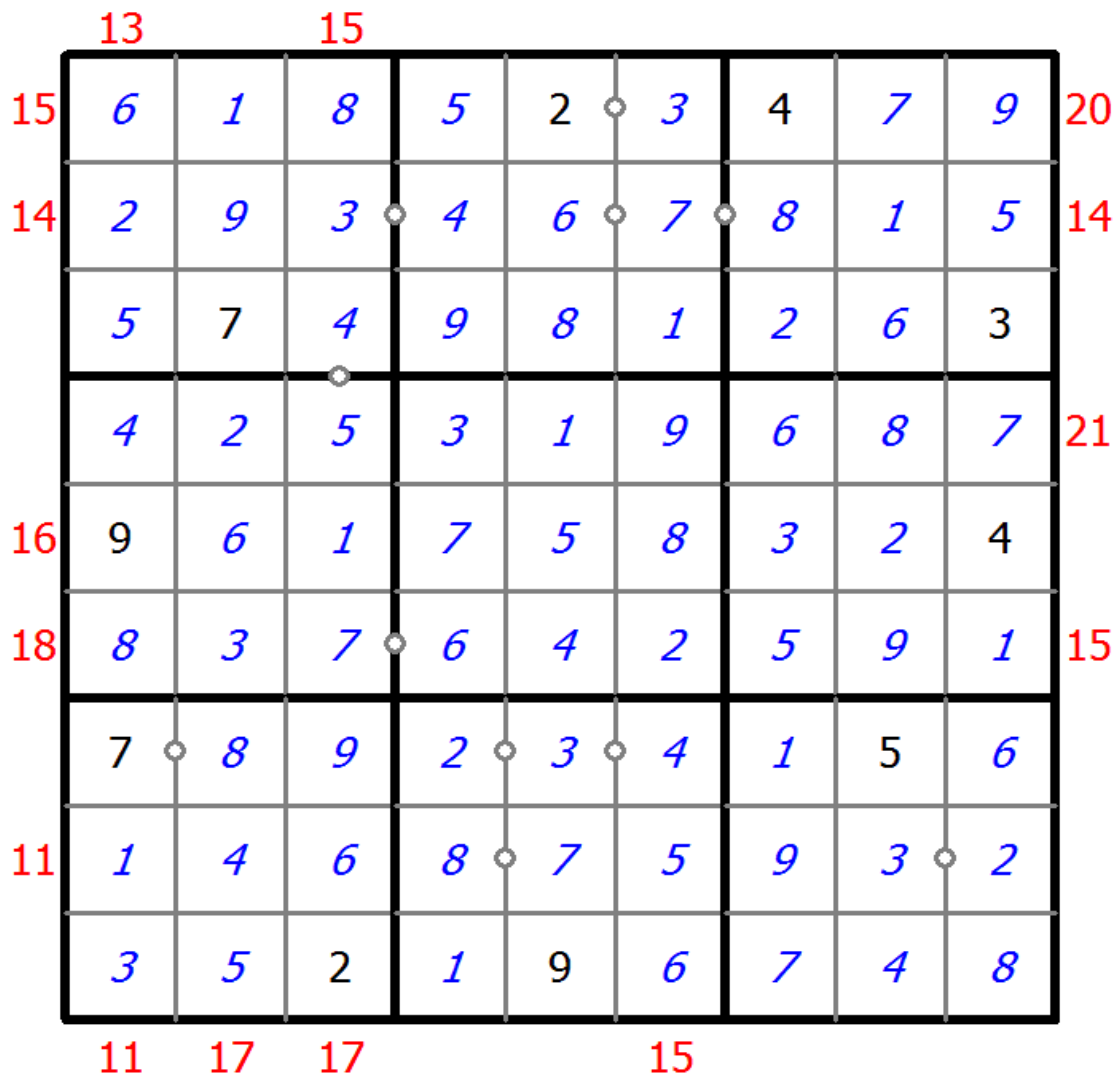 13 15
15 6 1 8 5 2 3 4 7 9 20
14 2 9 3 4 6 7 8 1 5 14
5 7 4 9 8 1 2 6 3
4 2 5 3 1 9 6 8 7 21
16 9 6 1 7 5 8 3 2 4
18 8 3 7 6 4 2 5 9 1 15
7 8 9 2 3 4 1 5 6
11 1 4 6 8 7 5 9 3 2
3 5 2 1 9 6 7 4 8
11 17 17 15